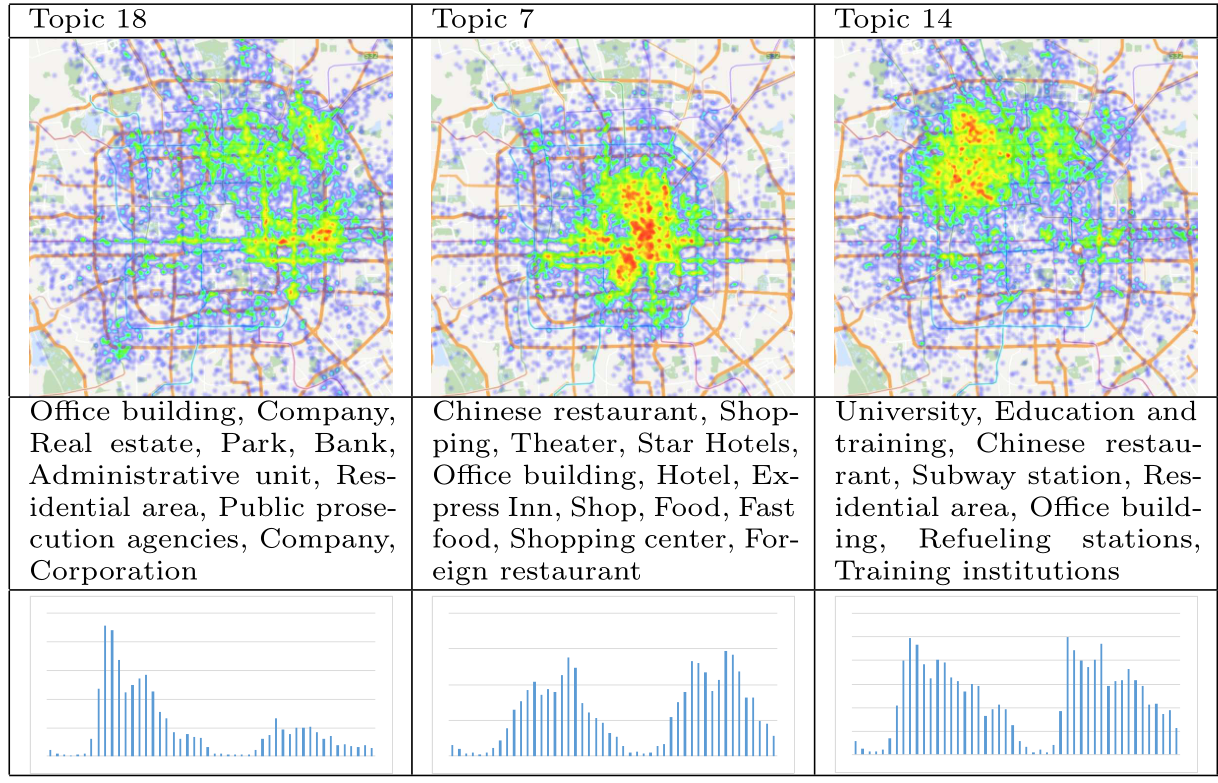 Topic 18
Topic 7
Topic 14
Office building, Company,
Real estate, Park, Bank,
Administrative unit, Res-
idential area, Public prose-
cution agencies, Company,
Corporation
Chinese restaurant, Shop-
ping, Theater, Star Hotels,
Office building, Hotel, Ex-
press Inn, Shop, Food, Fast
food, Shopping center, For-
eign restaurant
University, Education and
training, Chinese restau-
rant, Subway station, Res-
idential area, Office build-
ing, Refueling stations,
Training institutions